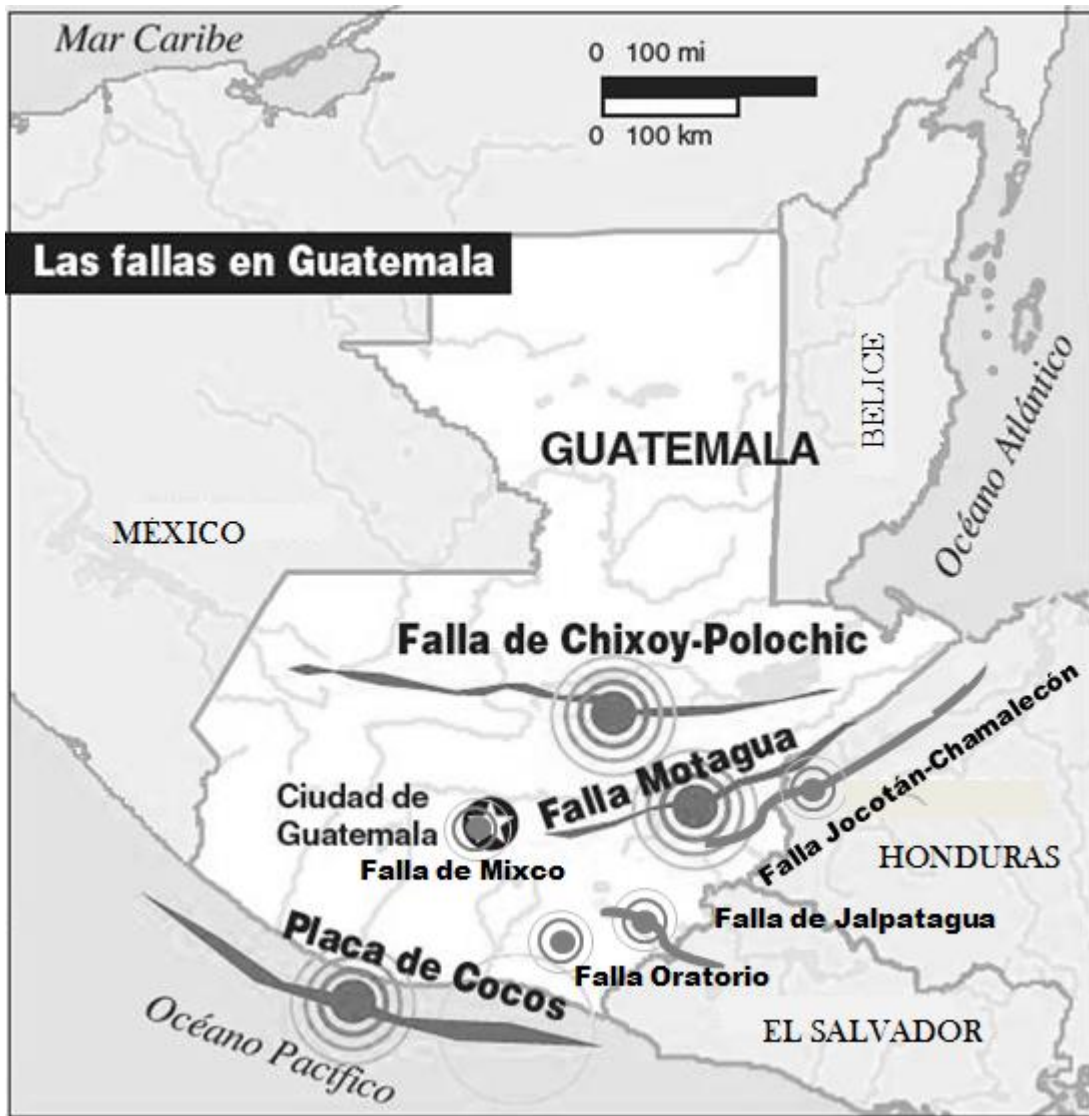 Mar Caribe
0 100 mi
0 100 km
Las fallas en Guatemala
BELICE
Océano Atlántico
GUATEMALA
MÉXICO
Falla de Chixoy-Polochic
Falla Motagua
Falla Jocotán-Chamalecón
Ciudad de
Guatemala
Falla de Mixco
HONDURAS
Falla de Jalpatagua
Placa de Cocos
Falla Oratorio
Océano Pacífico
EL SALVADOR